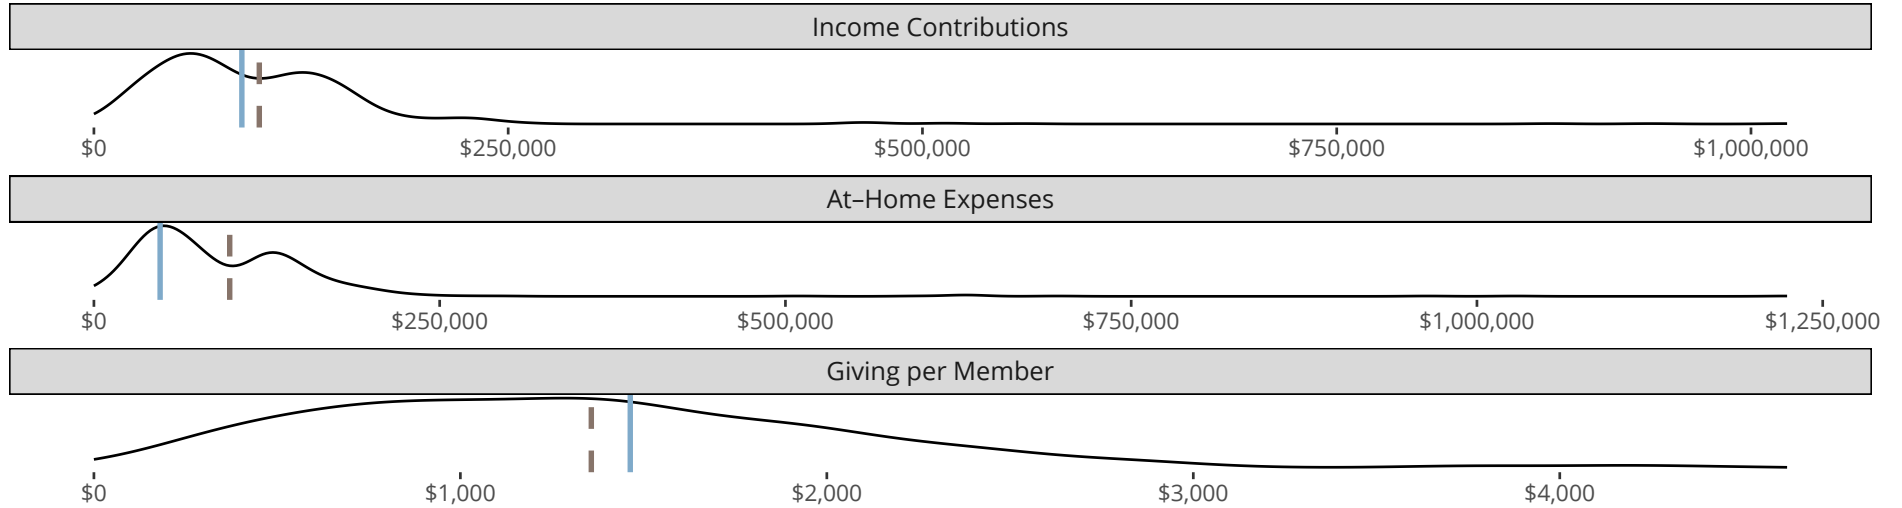 Income Contributions
$0 $250,000 $500,000 $750,000 $1,000,000
At–Home Expenses
$0 $250,000 $500,000 $750,000 $1,000,000 $1,250,000
Giving per Member
$0 $1,000 $2,000 $3,000 $4,000